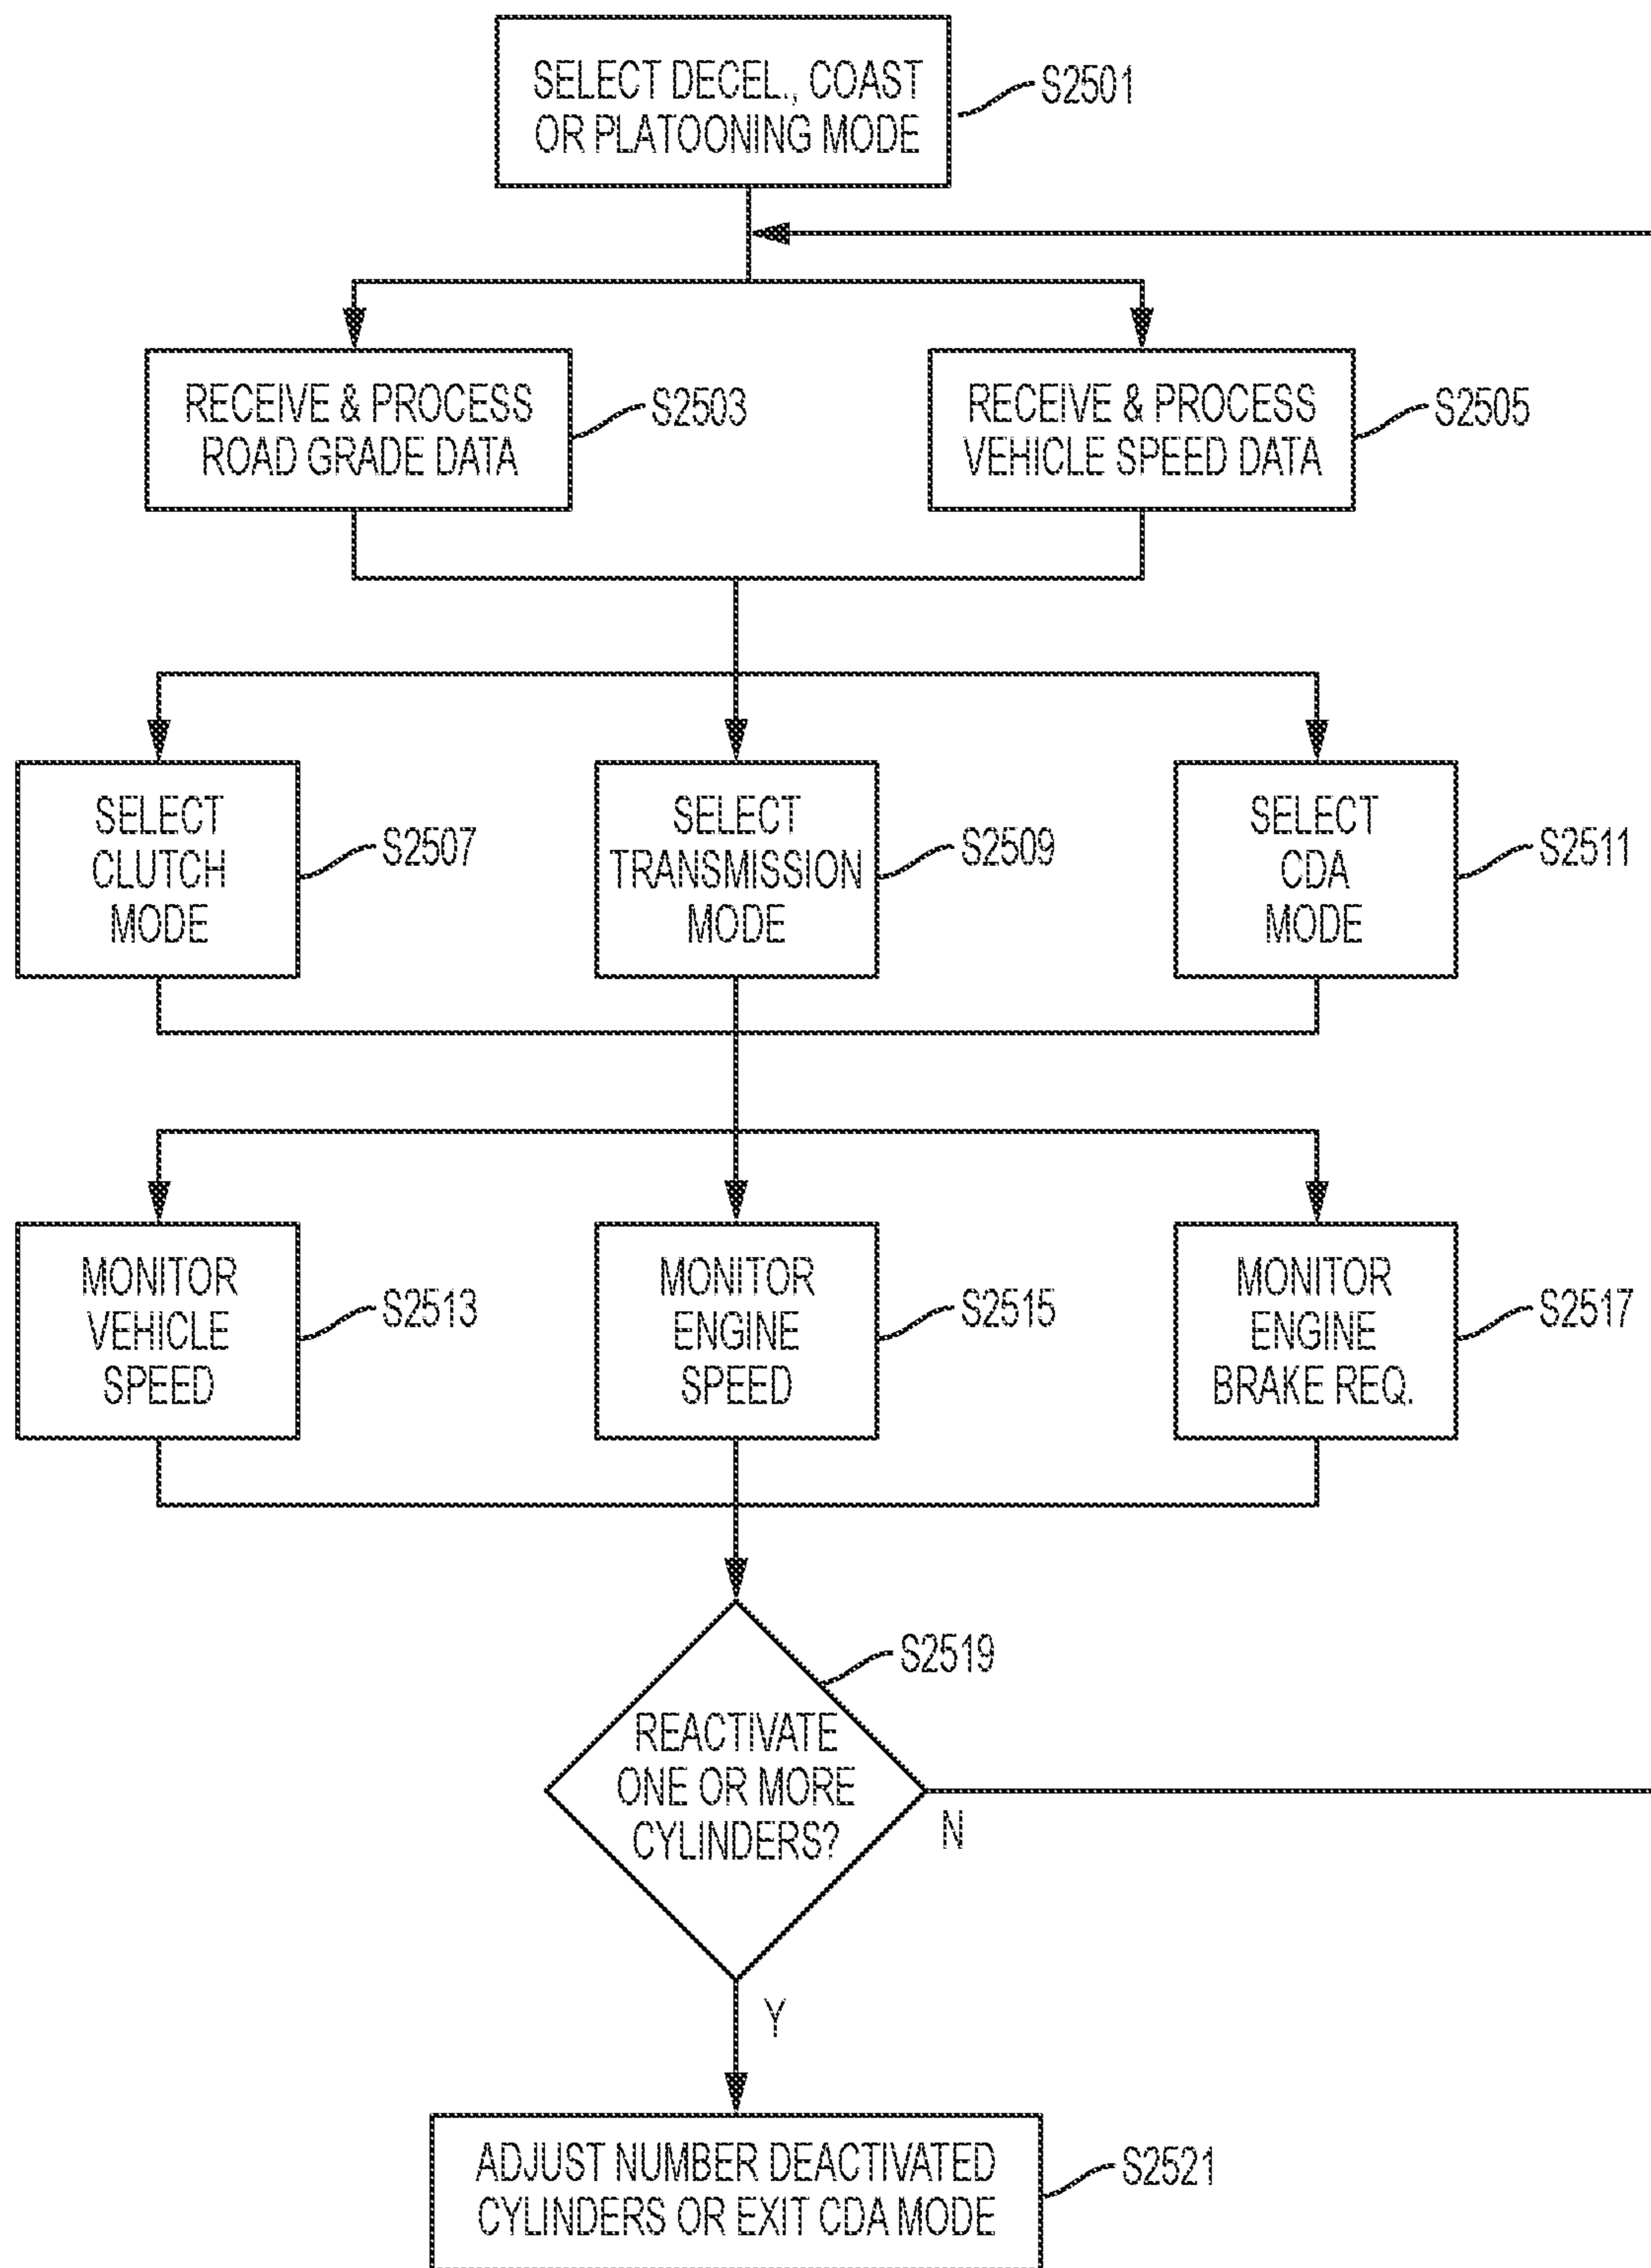 SELECT DECEL., COAST
OR PLATOONING MODE
S2501
RECEIVE & PROCESS
ROAD GRADE DATA
S2503
RECEIVE & PROCESS
VEHICLE SPEED DATA
S2505
SELECT
CLUTCH
MODE
S2507
SELECT
TRANSMISSION
MODE
S2509
SELECT
CDA
MODE
S2511
MONITOR
VEHICLE
SPEED
S2513
MONITOR
ENGINE
SPEED
S2515
MONITOR
ENGINE
BRAKE REQ.
S2517
S2519
REACTIVATE
ONE OR MORE
CYLINDERS?
N
Y
ADJUST NUMBER DEACTIVATED
CYLINDERS OR EXIT CDA MODE
S2521